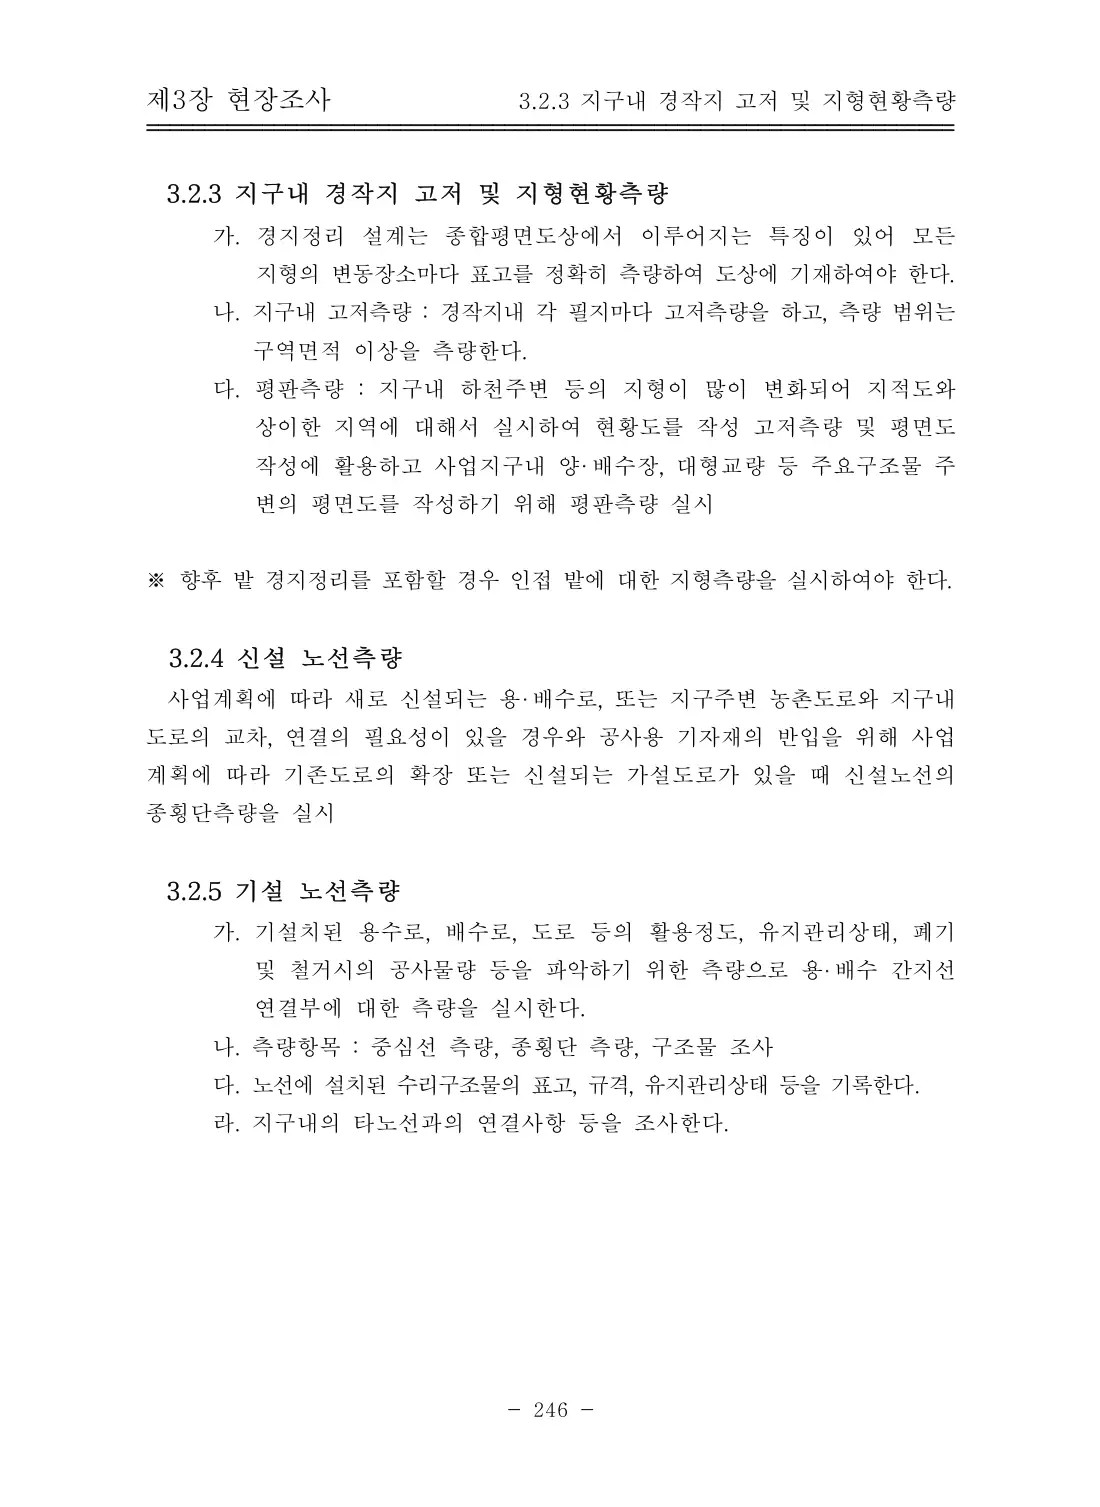 제3장 현장조사
3.2.3 지구내 경작지 고저 및 지형현황측량
3.2.3 지구내 경작지 고저 및 지형현황측량
가. 경지정리 설계는 종합평면도상에서 이루어지는 특징이 있어 모든
지형의 변동장소마다 표고를 정확히 측량하여 도상에 기재하여야 한다.
나. 지구내 고저측량 : 경작지내 각 필지마다 고저측량을 하고, 측량 범위는
구역면적 이상을 측량한다.
다. 평판측량 : 지구내 하천주변 등의 지형이 많이 변화되어 지적도와
상이한 지역에 대해서 실시하여 현황도를 작성 고저측량 및 평면도
작성에 활용하고 사업지구내 양·배수장, 대형교량 등 주요구조물 주
변의 평면도를 작성하기 위해 평판측량 실시
※ 향후 밭 경지정리를 포함할 경우 인접 밭에 대한 지형측량을 실시하여야 한다.
3.2.4 신설 노선측량
사업계획에 따라 새로 신설되는 용·배수로, 또는 지구주변 농촌도로와 지구내
도로의 교차, 연결의 필요성이 있을 경우와 공사용 기자재의 반입을 위해 사업
계획에 따라 기존도로의 확장 또는 신설되는 가설도로가 있을 때 신설노선의
종횡단측량을 실시
3.2.5 기설 노선측량
가. 기설치된 용수로, 배수로, 도로 등의 활용정도, 유지관리상태, 폐기
및 철거시의 공사물량 등을 파악하기 위한 측량으로 용·배수 간지선
연결부에 대한 측량을 실시한다.
나. 측량항목 : 중심선 측량, 종횡단 측량, 구조물 조사
다. 노선에 설치된 수리구조물의 표고, 규격, 유지관리상태 등을 기록한다.
라. 지구내의 타노선과의 연결사항 등을 조사한다.
- 246 -